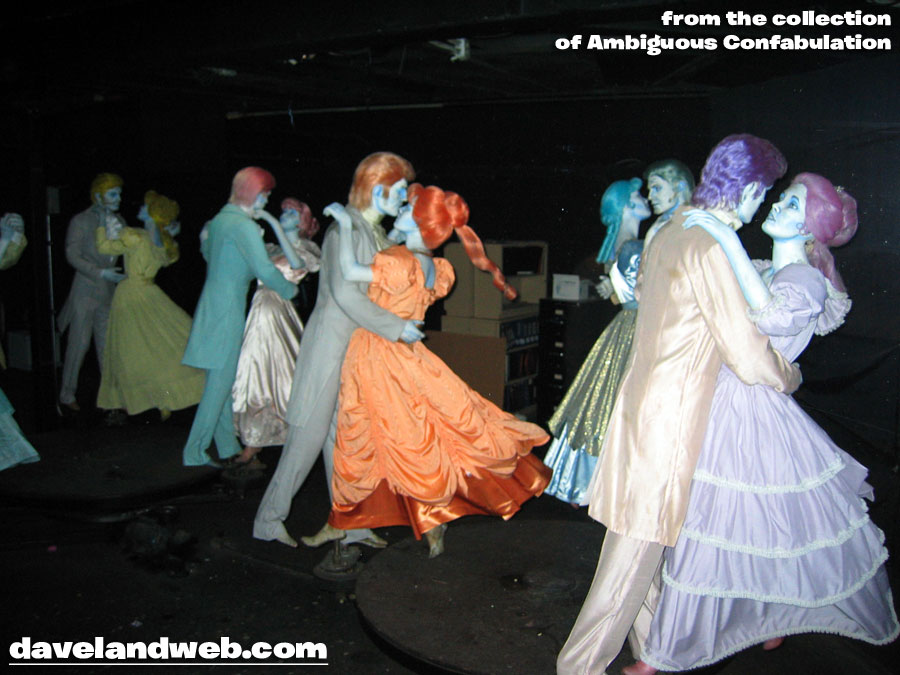 from the collection
of Ambiguous Confabulation
davelandweb.com